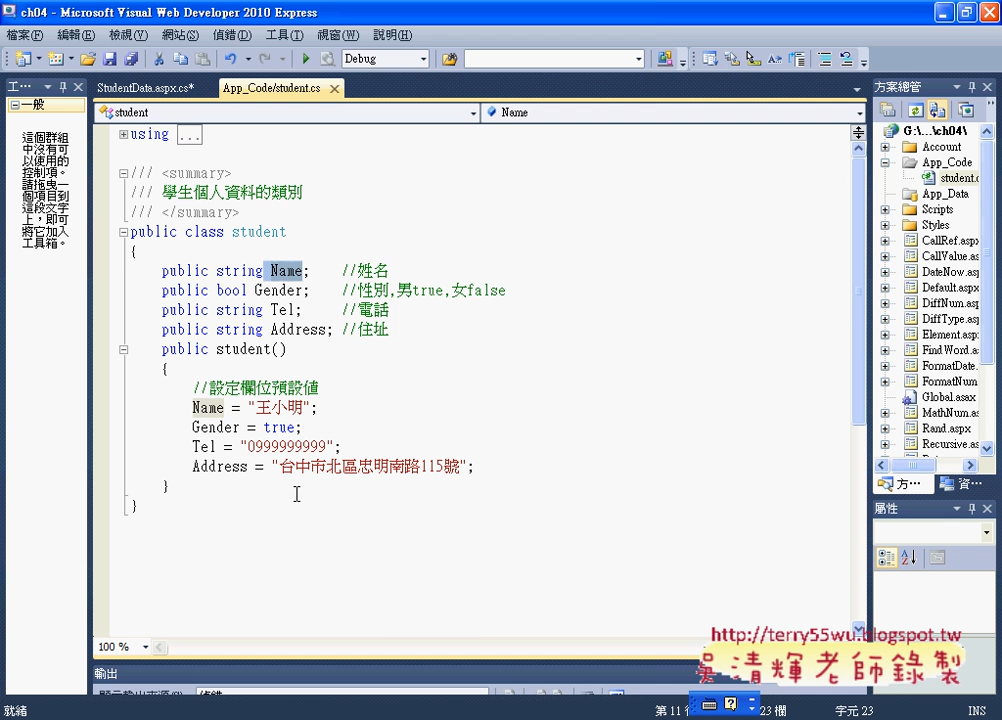 ch04 - Microsoft Visual Web Developer 2010 Express
檔案(F) 編輯(E) 檢視(V) 網站(S) 偵錯(D) 工具(T) 視窗(W) 說明(H)
Debug
工⋯
一般
這個群組
中沒有可
以使用的
控制項。
請拖曳一
個項目到
這段文字
上，即可
將它加入
工具箱。
StudentData.aspx.cs* App_Code/student.cs
student Name
using ...
/// <summary>
/// 學生個人資料的類別
/// </summary>
public class student
{
public string Name; //姓名
public bool Gender; //性別,男true,女false
public string Tel; //電話
public string Address; //住址
public student()
{
//設定欄位預設値
Name = "王小明";
Gender = true;
Tel = "0999999999";
Address = "台中市北區忠明南路115號";
}
}
100 %
輸出
方案總管
G:\...\ch04\
Account
App_Code
student.c
App_Data
Scripts
Styles
CallRef.aspx
CallValue.as
DateNow.as
Default.aspx
DiffNum.as
DiffType.asp
Element.asp
FindWord.as
FormatDate.
FormatNum
Global.asax
MathNum.as
Rand.aspx
Recursive.as
方⋯ 資⋯
屬性
http://terry55wu.blogspot.tw
吳清輝老師錄製
就緒 第 11 行 23 欄 字元 23 INS